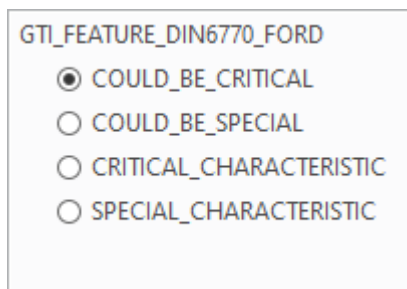 GTI_FEATURE_DIN6770_FORD
COULD_BE_CRITICAL
COULD_BE_SPECIAL
CRITICAL_CHARACTERISTIC
SPECIAL_CHARACTERISTIC